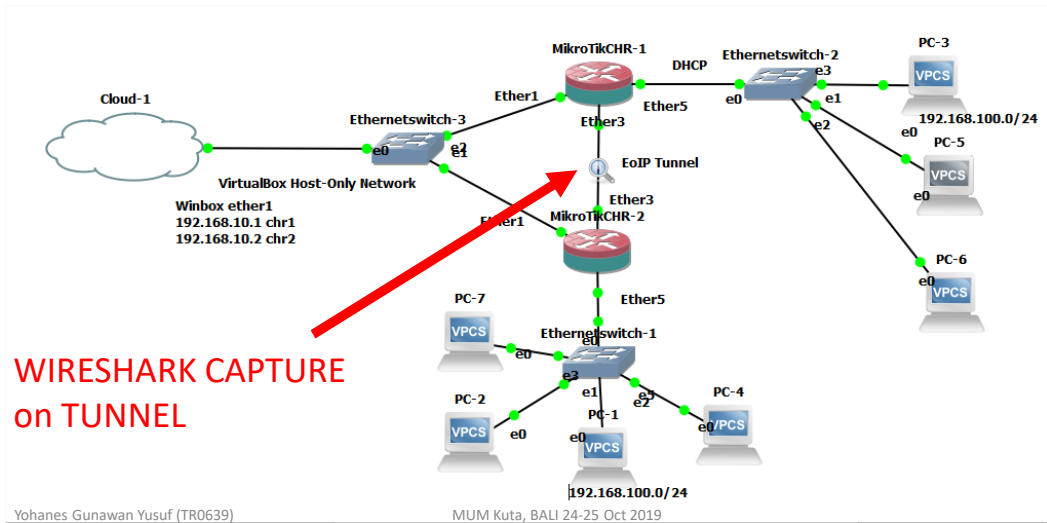 MikroTikCHR-1
Ethernetswitch-2
PC-3
DHCP
e3
VPCS
Cloud-1
Ether1
Ether5
e0
e1
192.168.100.0/24
Ethernetswitch-3
Ether3
e2
e0
PC-5
e0
e2
e1
EoIP Tunnel
VPCS
VirtualBox Host-Only Network
e0
Winbox ether1
192.168.10.1 chr1
192.168.10.2 chr2
Ether3
Ether1
MikroTikCHR-2
PC-6
e0
VPCS
PC-7
Ether5
VPCS
Ethernetswitch-1
e0
e0
WIRESHARK CAPTURE
on TUNNEL
e3
e1
e5
e2
PC-4
PC-2
PC-1
VPCS
e0
e0
VPCS
e0
VPCS
192.168.100.0/24
Yohanes Gunawan Yusuf (TR0639)
MUM Kuta, BALI 24-25 Oct 2019